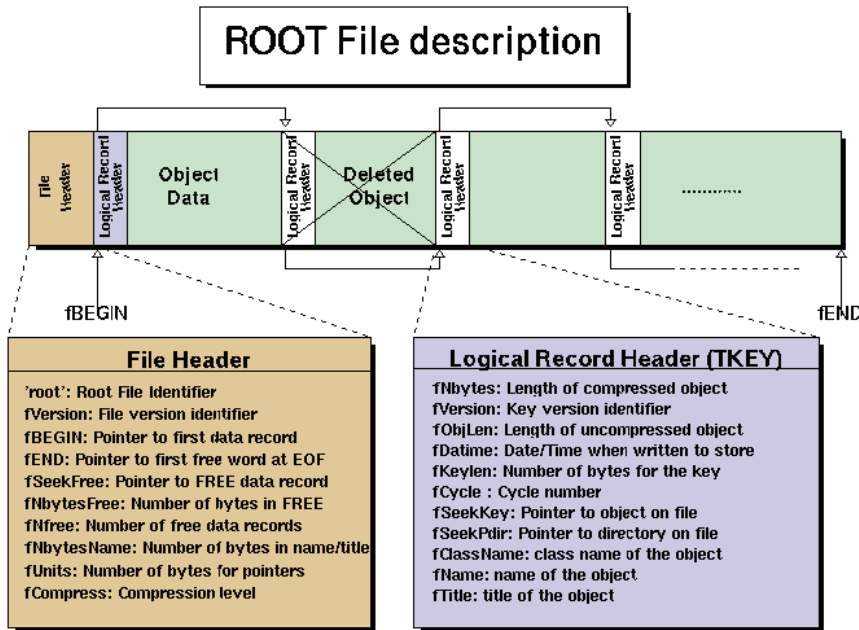 ROOT File description
File Header
Logical Record Header
Object Data
Logical Record Header
Deleted Object
Logical Record Header
Logical Record Header
............
fBEGIN
fEND
File Header
'root': Root File Identifier
fVersion: File version identifier
fBEGIN: Pointer to first data record
fEND: Pointer to first free word at EOF
fSeekFree: Pointer to FREE data record
fNbytesFree: Number of bytes in FREE
fNfree: Number of free data records
fNbytesName: Number of bytes in name/title
fUnits: Number of bytes for pointers
fCompress: Compression level
Logical Record Header (TKEY)
fNbytes: Length of compressed object
fVersion: Key version identifier
fObjLen: Length of uncompressed object
fDatime: Date/Time when written to store
fKeylen: Number of bytes for the key
fCycle : Cycle number
fSeekKey: Pointer to object on file
fSeekPdir: Pointer to directory on file
fClassName: class name of the object
fName: name of the object
fTitle: title of the object